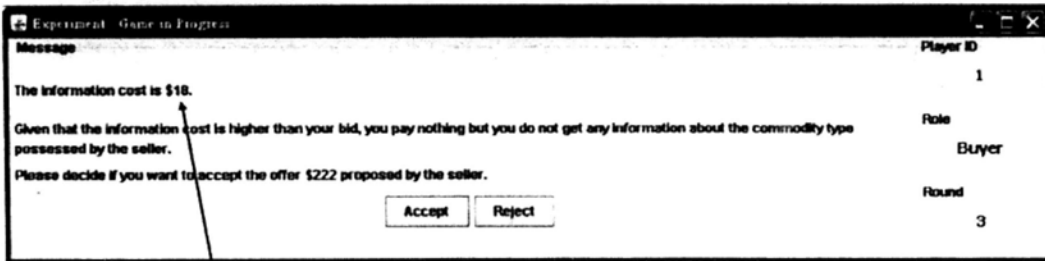 Experiment Game in Progress
Message
Player ID
1
The information cost is $18.
Given that the information cost is higher than your bid, you pay nothing but you do not get any information about the commodity type
possessed by the seller.
Role
Buyer
Please decide if you want to accept the offer $222 proposed by the seller.
Accept Reject
Round
3